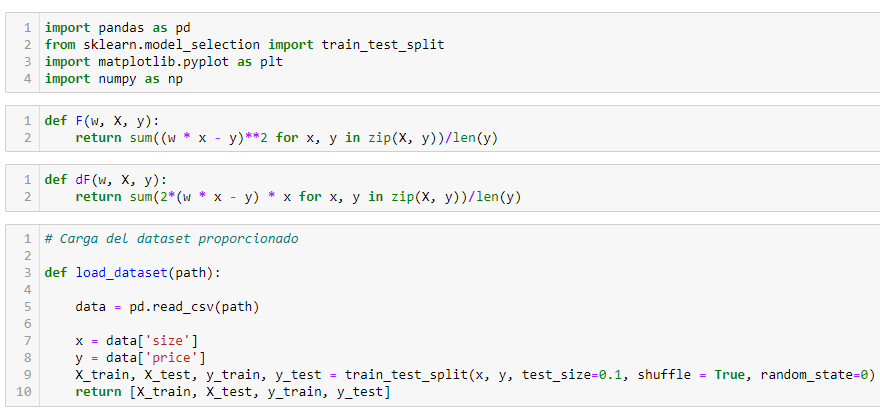 1 import pandas as pd
2 from sklearn.model_selection import train_test_split
3 import matplotlib.pyplot as plt
4 import numpy as np
1 def F(w, X, y):
2     return sum((w * x - y)**2 for x, y in zip(X, y))/len(y)
1 def dF(w, X, y):
2     return sum(2*(w * x - y) * x for x, y in zip(X, y))/len(y)
1 # Carga del dataset proporcionado
2
3 def load_dataset(path):
4
5     data = pd.read_csv(path)
6
7     x = data['size']
8     y = data['price']
9     X_train, X_test, y_train, y_test = train_test_split(x, y, test_size=0.1, shuffle = True, random_state=0)
10     return [X_train, X_test, y_train, y_test]